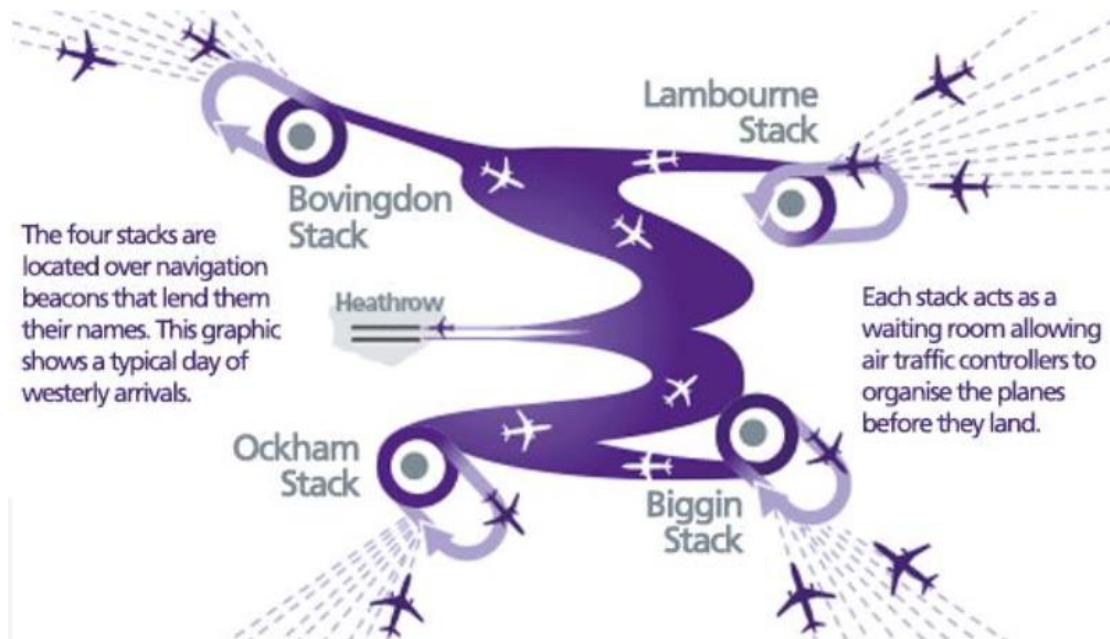 Lambourne
Stack
Bovingdon
Stack
The four stacks are
located over navigation
beacons that lend them
their names. This graphic
shows a typical day of
westerly arrivals.
Heathrow
Each stack acts as a
waiting room allowing
air traffic controllers to
organise the planes
before they land.
Ockham
Stack
Biggin
Stack